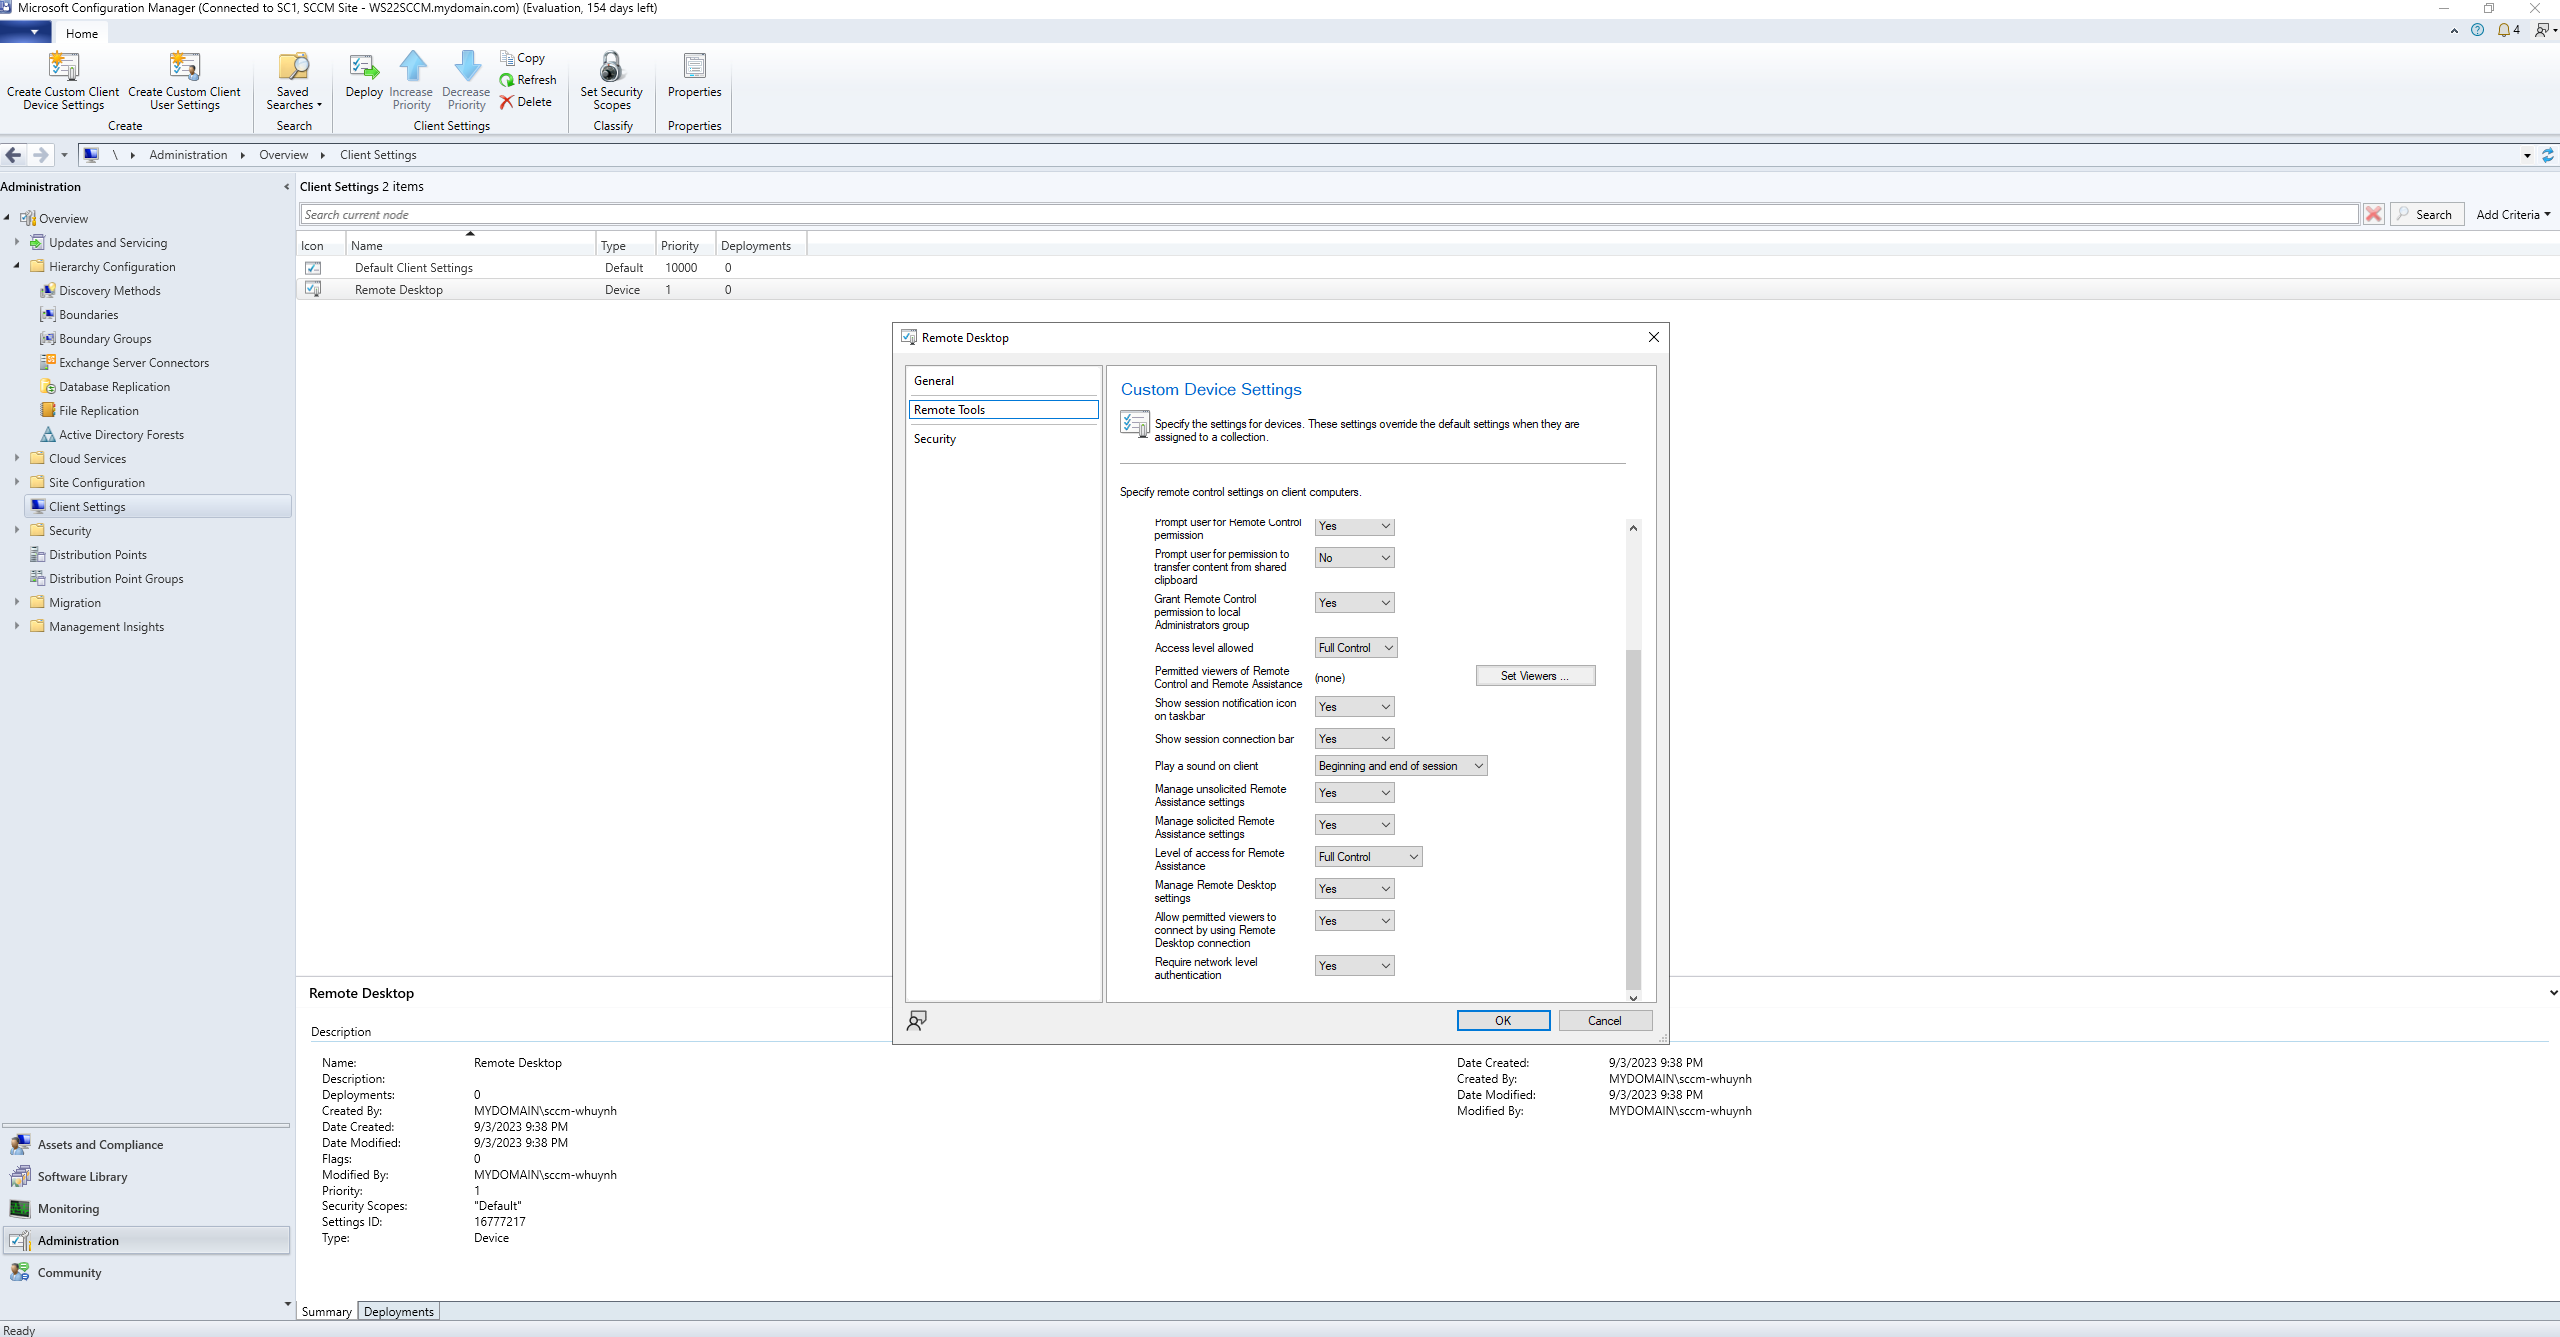 Microsoft Configuration Manager (Connected to SC1, SCCM Site - WS22SCCM.mydomain.com) (Evaluation, 154 days left)
Home
4
Create Custom Client Device Settings
Create Custom Client User Settings
Saved Searches
Deploy
Increase Priority
Decrease Priority
Copy
Refresh
Delete
Set Security Scopes
Properties
Create
Search
Client Settings
Classify
Properties
\ Administration Overview Client Settings
Administration
Overview
Updates and Servicing
Hierarchy Configuration
Discovery Methods
Boundaries
Boundary Groups
Exchange Server Connectors
Database Replication
File Replication
Active Directory Forests
Cloud Services
Site Configuration
Client Settings
Security
Distribution Points
Distribution Point Groups
Migration
Management Insights
Assets and Compliance
Software Library
Monitoring
Administration
Community
Client Settings 2 items
Search current node
Search
Add Criteria
Icon Name Type Priority Deployments
Default Client Settings Default 10000 0
Remote Desktop Device 1 0
Remote Desktop
General
Remote Tools
Security
Custom Device Settings
Specify the settings for devices. These settings override the default settings when they are
assigned to a collection.
Specify remote control settings on client computers.
Prompt user for Remote Control
permission
Yes
Prompt user for permission to
transfer content from shared
clipboard
No
Grant Remote Control
permission to local
Administrators group
Yes
Access level allowed
Full Control
Permitted viewers of Remote
Control and Remote Assistance
(none)
Set Viewers ...
Show session notification icon
on taskbar
Yes
Show session connection bar
Yes
Play a sound on client
Beginning and end of session
Manage unsolicited Remote
Assistance settings
Yes
Manage solicited Remote
Assistance settings
Yes
Level of access for Remote
Assistance
Full Control
Manage Remote Desktop
settings
Yes
Allow permitted viewers to
connect by using Remote
Desktop connection
Yes
Require network level
authentication
Yes
OK
Cancel
Remote Desktop
Description
Name: Remote Desktop
Description:
Deployments: 0
Created By: MYDOMAIN\sccm-whuynh
Date Created: 9/3/2023 9:38 PM
Date Modified: 9/3/2023 9:38 PM
Flags: 0
Modified By: MYDOMAIN\sccm-whuynh
Priority: 1
Security Scopes: "Default"
Settings ID: 16777217
Type: Device
Date Created: 9/3/2023 9:38 PM
Created By: MYDOMAIN\sccm-whuynh
Date Modified: 9/3/2023 9:38 PM
Modified By: MYDOMAIN\sccm-whuynh
Summary
Deployments
Ready